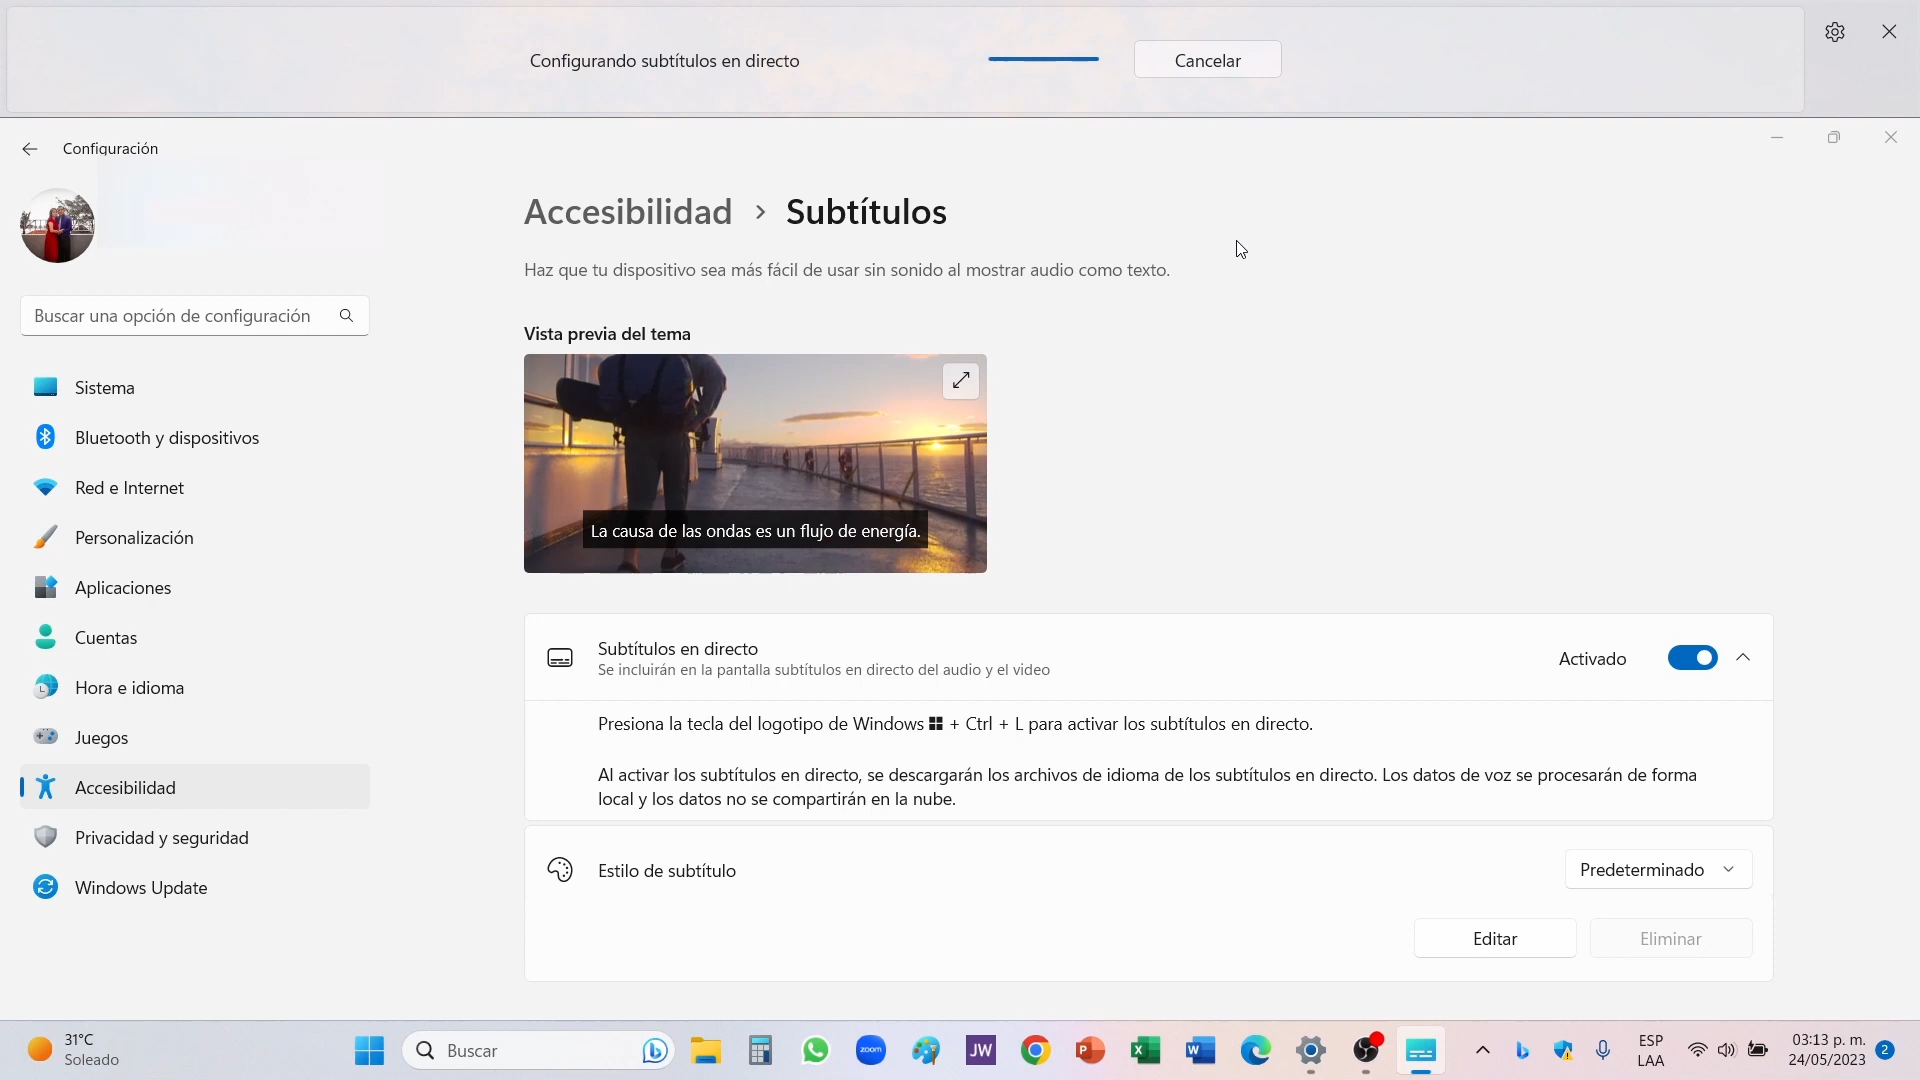 Configurando subtítulos en directo
Cancelar
Configuración
Accesibilidad > Subtítulos
Haz que tu dispositivo sea más fácil de usar sin sonido al mostrar audio como texto.
Buscar una opción de configuración
Vista previa del tema
La causa de las ondas es un flujo de energía.
Sistema
Bluetooth y dispositivos
Red e Internet
Personalización
Aplicaciones
Cuentas
Hora e idioma
Juegos
Accesibilidad
Privacidad y seguridad
Windows Update
Subtítulos en directo
Se incluirán en la pantalla subtítulos en directo del audio y el video
Activado
Presiona la tecla del logotipo de Windows + Ctrl + L para activar los subtítulos en directo.
Al activar los subtítulos en directo, se descargarán los archivos de idioma de los subtítulos en directo. Los datos de voz se procesarán de forma
local y los datos no se compartirán en la nube.
Estilo de subtítulo
Predeterminado
Editar
Eliminar
31°C
Soleado
Buscar
zoom
JW
ESP
LAA
03:13 p. m.
24/05/2023
2